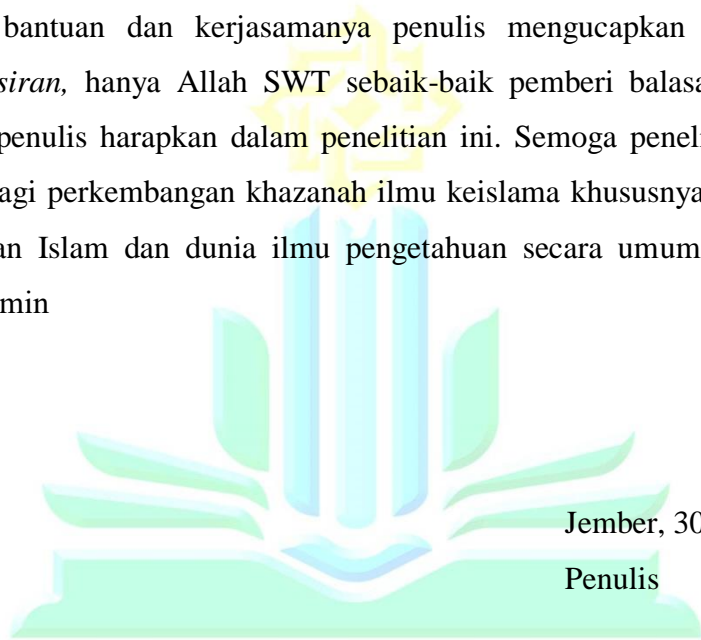 bantuan dan kerjasamanya penulis mengucapkan
siran, hanya Allah SWT sebaik-baik pemberi balasa
penulis harapkan dalam penelitian ini. Semoga penel
agi perkembangan khazanah ilmu keislama khususnya
an Islam dan dunia ilmu pengetahuan secara umum
min
Jember, 30
Penulis